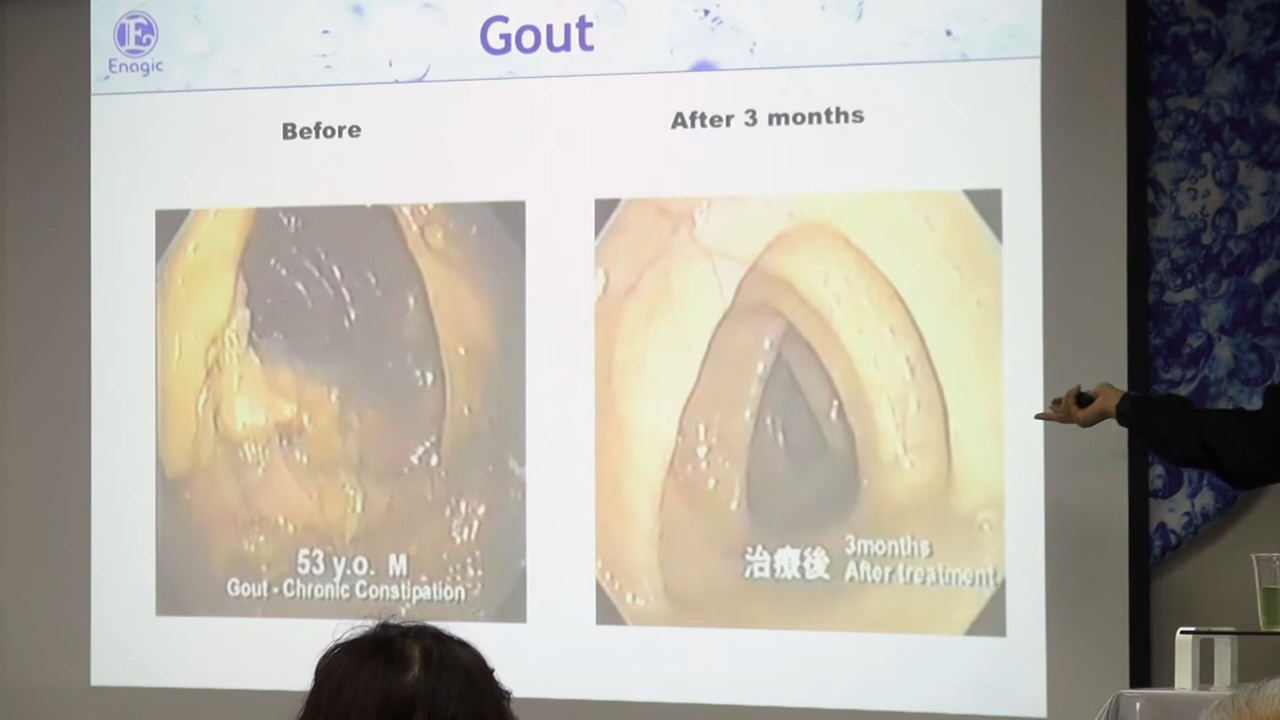 Enagic
Gout
Before
After 3 months
53 y.o. M
Gout - Chronic Constipation
治療後
3months
After treatment